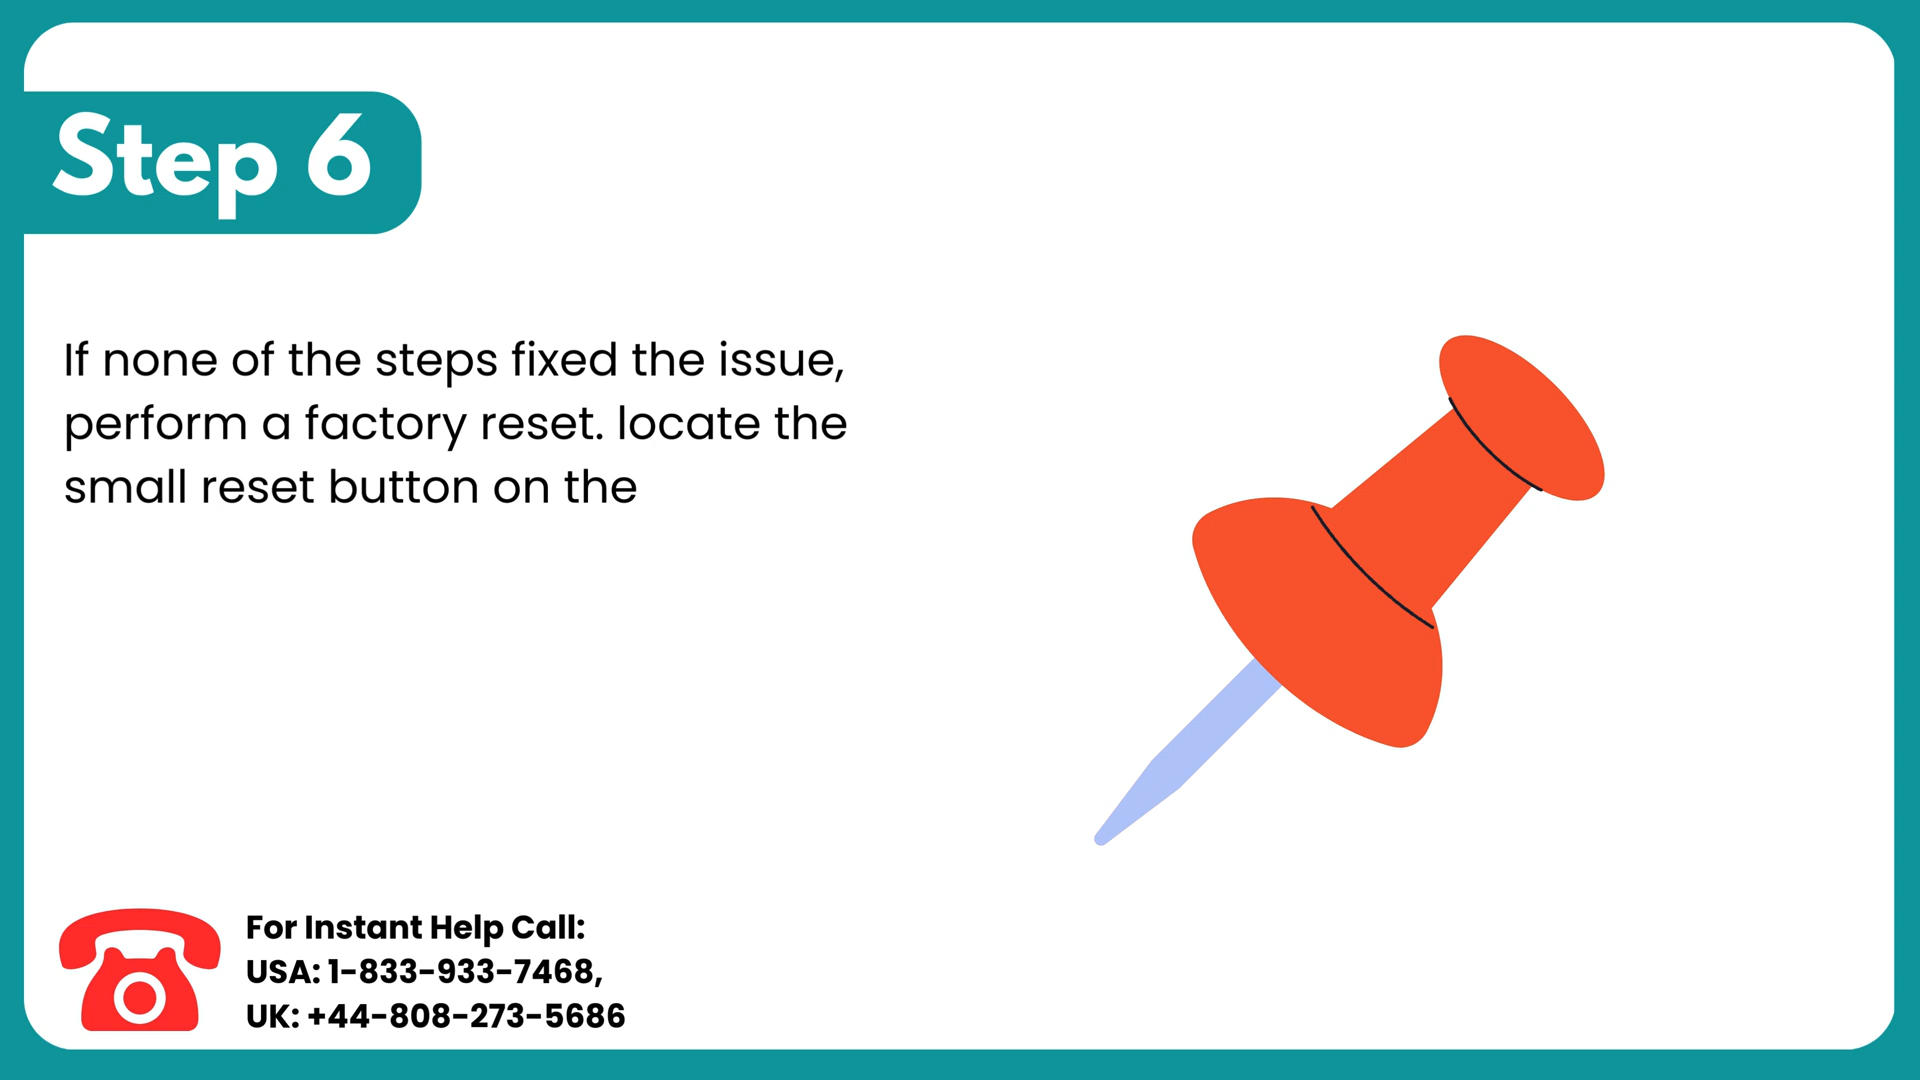 Step 6
If none of the steps fixed the issue,
perform a factory reset. locate the
small reset button on the
For Instant Help Call:
USA: 1-833-933-7468,
UK: +44-808-273-5686